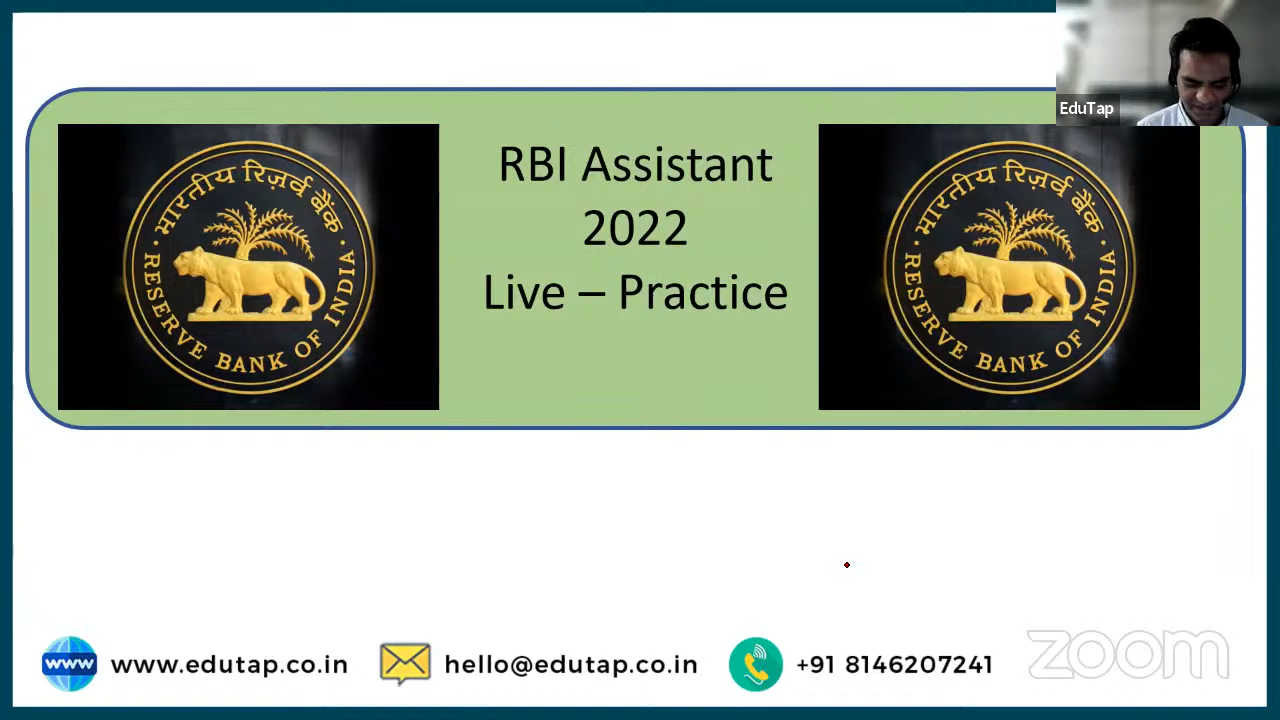 EduTap
भारतीय रिज़र्व बैंक
RESERVE BANK OF INDIA
RBI Assistant
2022
Live – Practice
भारतीय रिज़र्व बैंक
RESERVE BANK OF INDIA
www
www.edutap.co.in
hello@edutap.co.in
+91 8146207241
zoom